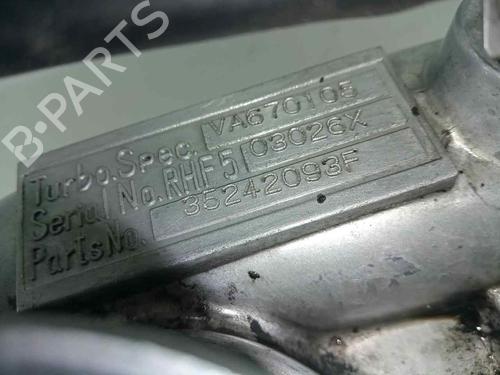 B-PARTS
Turbo.Spec. VA670105
Serial No. RHF5 03026X
Parts No. 35242093F